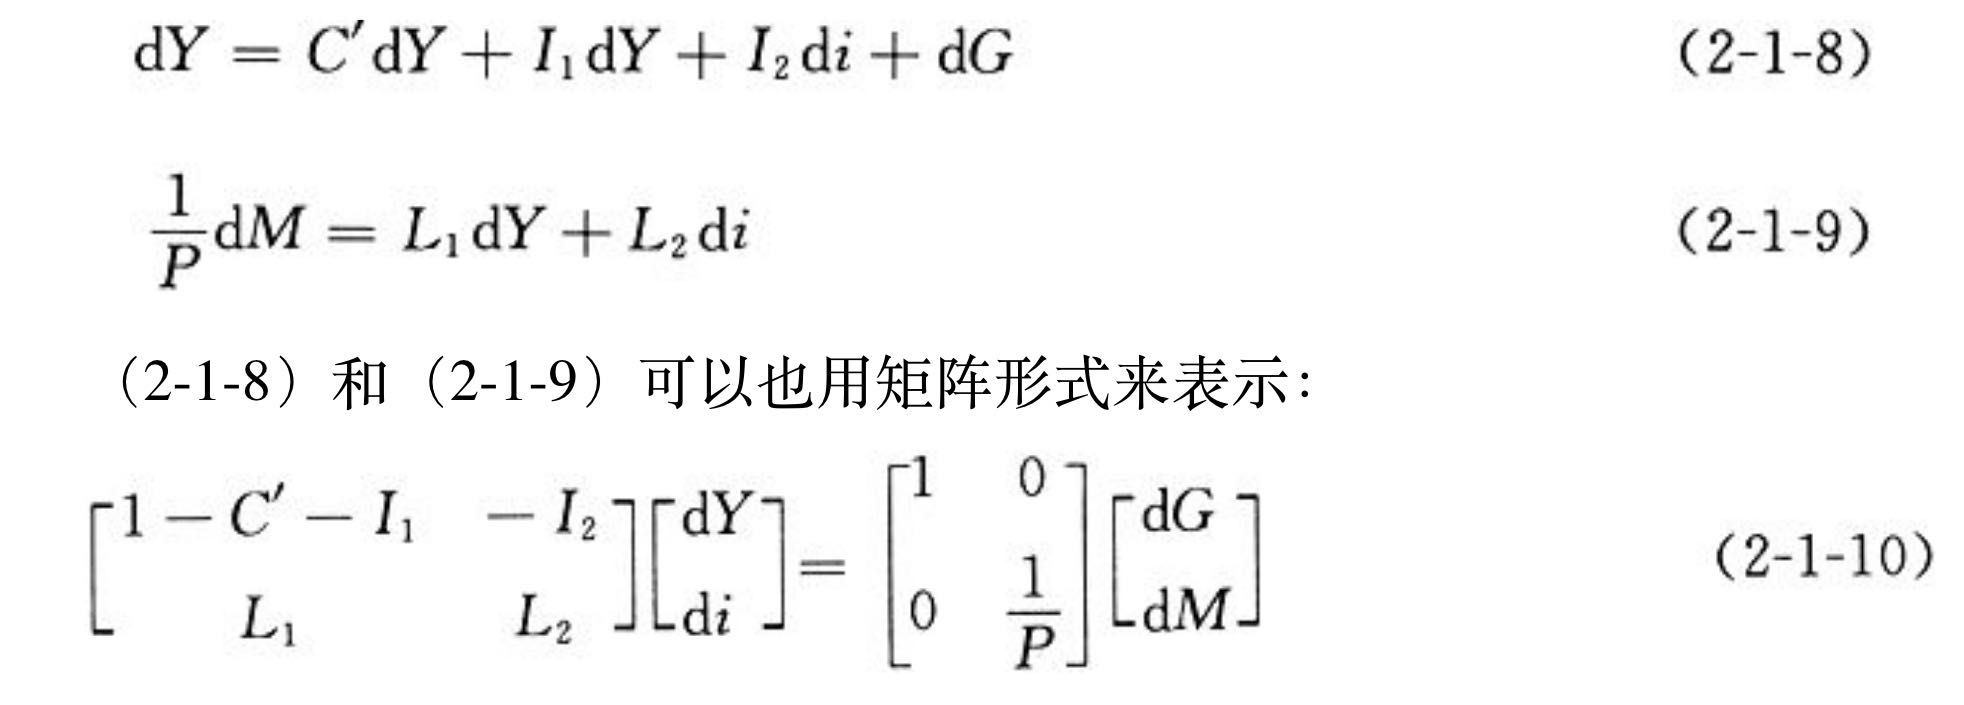 dY = C′dY + I₁dY + I₂di + dG (2-1-8)
1/P dM = L₁dY + L₂di (2-1-9)
（2-1-8）和（2-1-9）可以也用矩阵形式来表示：
[1 − C′ − I₁  − I₂; L₁  L₂][dY; di] = [1  0; 0  1/P][dG; dM] (2-1-10)